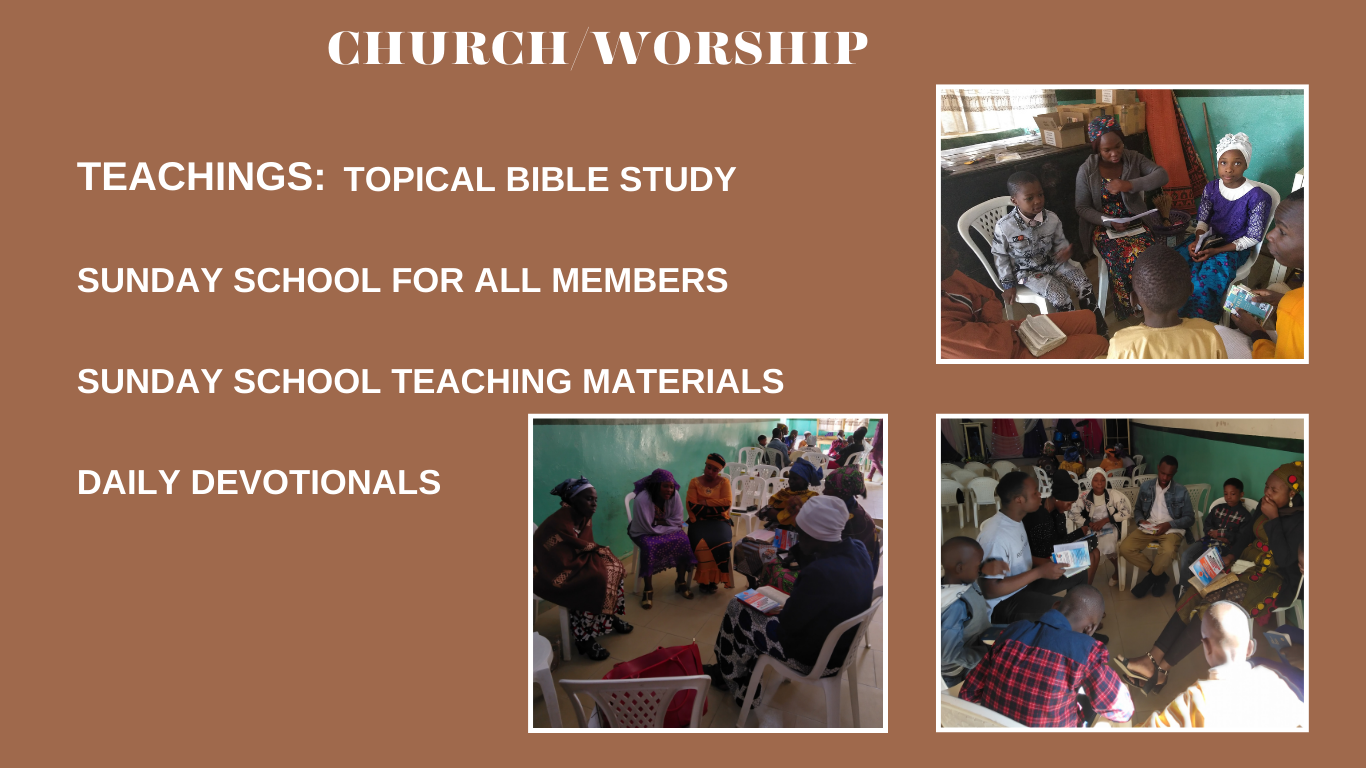 CHURCH/WORSHIP
TEACHINGS: TOPICAL BIBLE STUDY
SUNDAY SCHOOL FOR ALL MEMBERS
SUNDAY SCHOOL TEACHING MATERIALS
DAILY DEVOTIONALS